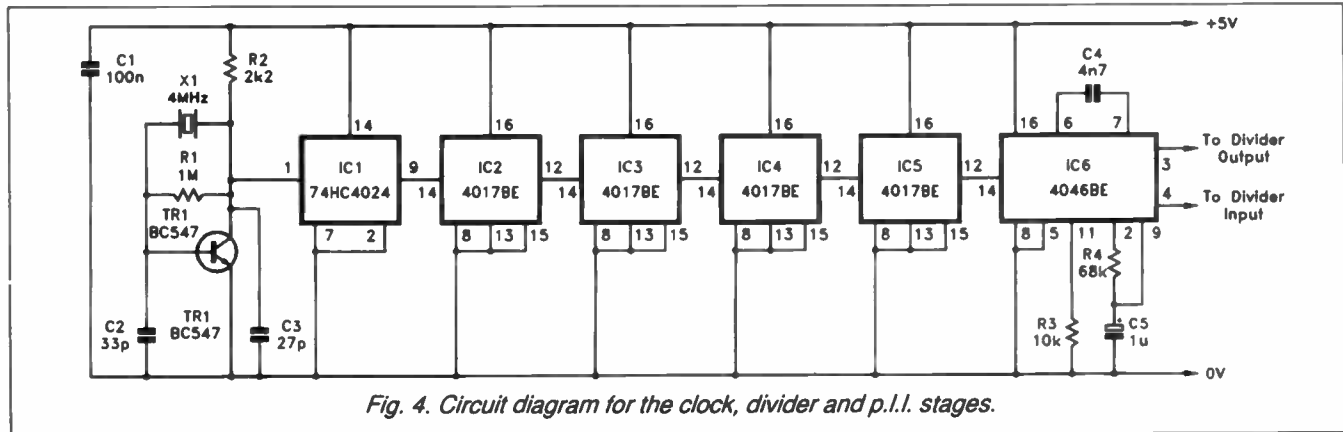 +5V
C1
100n
R2
2k2
X1
4MHz
R1
1M
TR1
BC547
C2
33p
TR1
BC547
C3
27p
14
1
IC1
74HC4024
9
7
2
16
14
IC2
4017BE
12
8
13
15
16
14
IC3
4017BE
12
8
13
15
16
14
IC4
4017BE
12
8
13
15
16
14
IC5
4017BE
12
8
13
15
C4
4n7
16
6
7
14
IC6
4046BE
3
4
To Divider
Output
To Divider
Input
8
5
11
2
9
R4
68k
R3
10k
+
C5
1u
0V
Fig. 4. Circuit diagram for the clock, divider and p.l.l. stages.